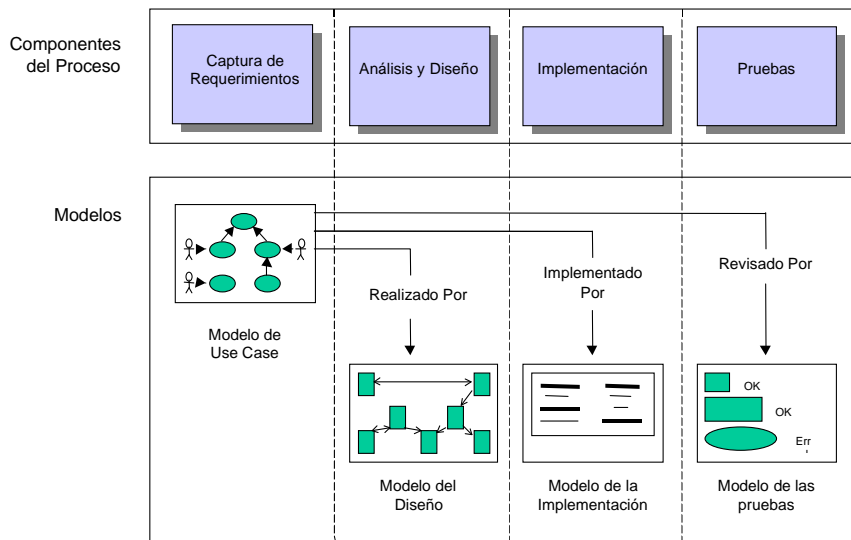 Componentes
del Proceso
Captura de
Requerimientos
Análisis y Diseño
Implementación
Pruebas
Modelos
Realizado Por
Implementado
Por
Revisado Por
Modelo de
Use Case
OK
OK
Err
Modelo del
Diseño
Modelo de la
Implementación
Modelo de las
pruebas